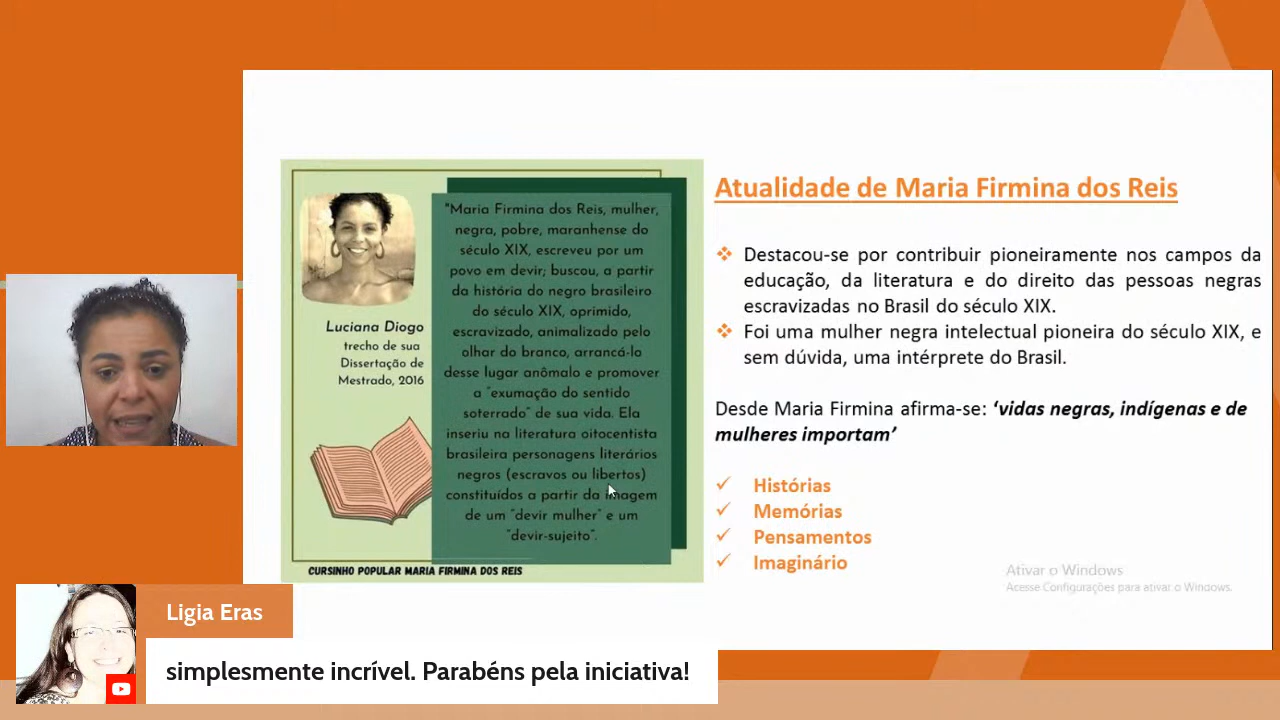 Atualidade de Maria Firmina dos Reis
"Maria Firmina dos Reis, mulher,
negra, pobre, maranhense do
século XIX, escreveu por um
povo em devir; buscou, a partir
da história do negro brasileiro
do século XIX, oprimido,
escravizado, animalizado pelo
olhar do branco, arrancá-lo
desse lugar anômalo e promover
a "exumação do sentido
soterrado" de sua vida. Ela
inseriu na literatura oitocentista
brasileira personagens literários
negros (escravos ou libertos)
constituídos a partir da imagem
de um "devir mulher" e um
"devir-sujeito".
Luciana Diogo
trecho de sua
Dissertação de
Mestrado, 2016
CURSINHO POPULAR MARIA FIRMINA DOS REIS
Destacou-se por contribuir pioneiramente nos campos da
educação, da literatura e do direito das pessoas negras
escravizadas no Brasil do século XIX.
Foi uma mulher negra intelectual pioneira do século XIX, e
sem dúvida, uma intérprete do Brasil.
Desde Maria Firmina afirma-se: 'vidas negras, indígenas e de
mulheres importam'
Histórias
Memórias
Pensamentos
Imaginário
Ativar o Windows
Acesse Configurações para ativar o Windows.
Ligia Eras
simplesmente incrível. Parabéns pela iniciativa!